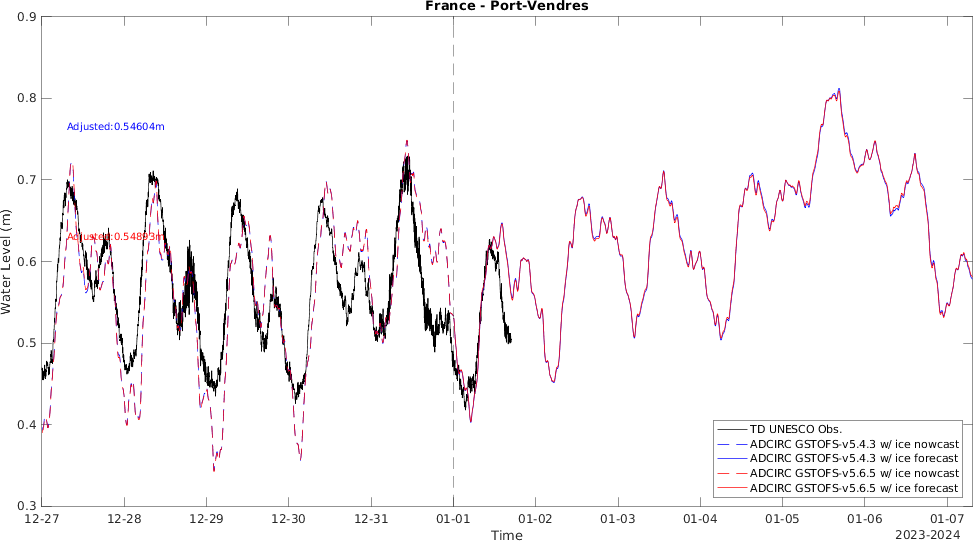 France - Port-Vendres
Water Level (m)
0.9
0.8
0.7
0.6
0.5
0.4
0.3
Adjusted:0.54604m
Adjusted:0.54893m
TD UNESCO Obs.
ADCIRC GSTOFS-v5.4.3 w/ ice nowcast
ADCIRC GSTOFS-v5.4.3 w/ ice forecast
ADCIRC GSTOFS-v5.6.5 w/ ice nowcast
ADCIRC GSTOFS-v5.6.5 w/ ice forecast
12-27 12-28 12-29 12-30 12-31 01-01 01-02 01-03 01-04 01-05 01-06 01-07
Time
2023-2024